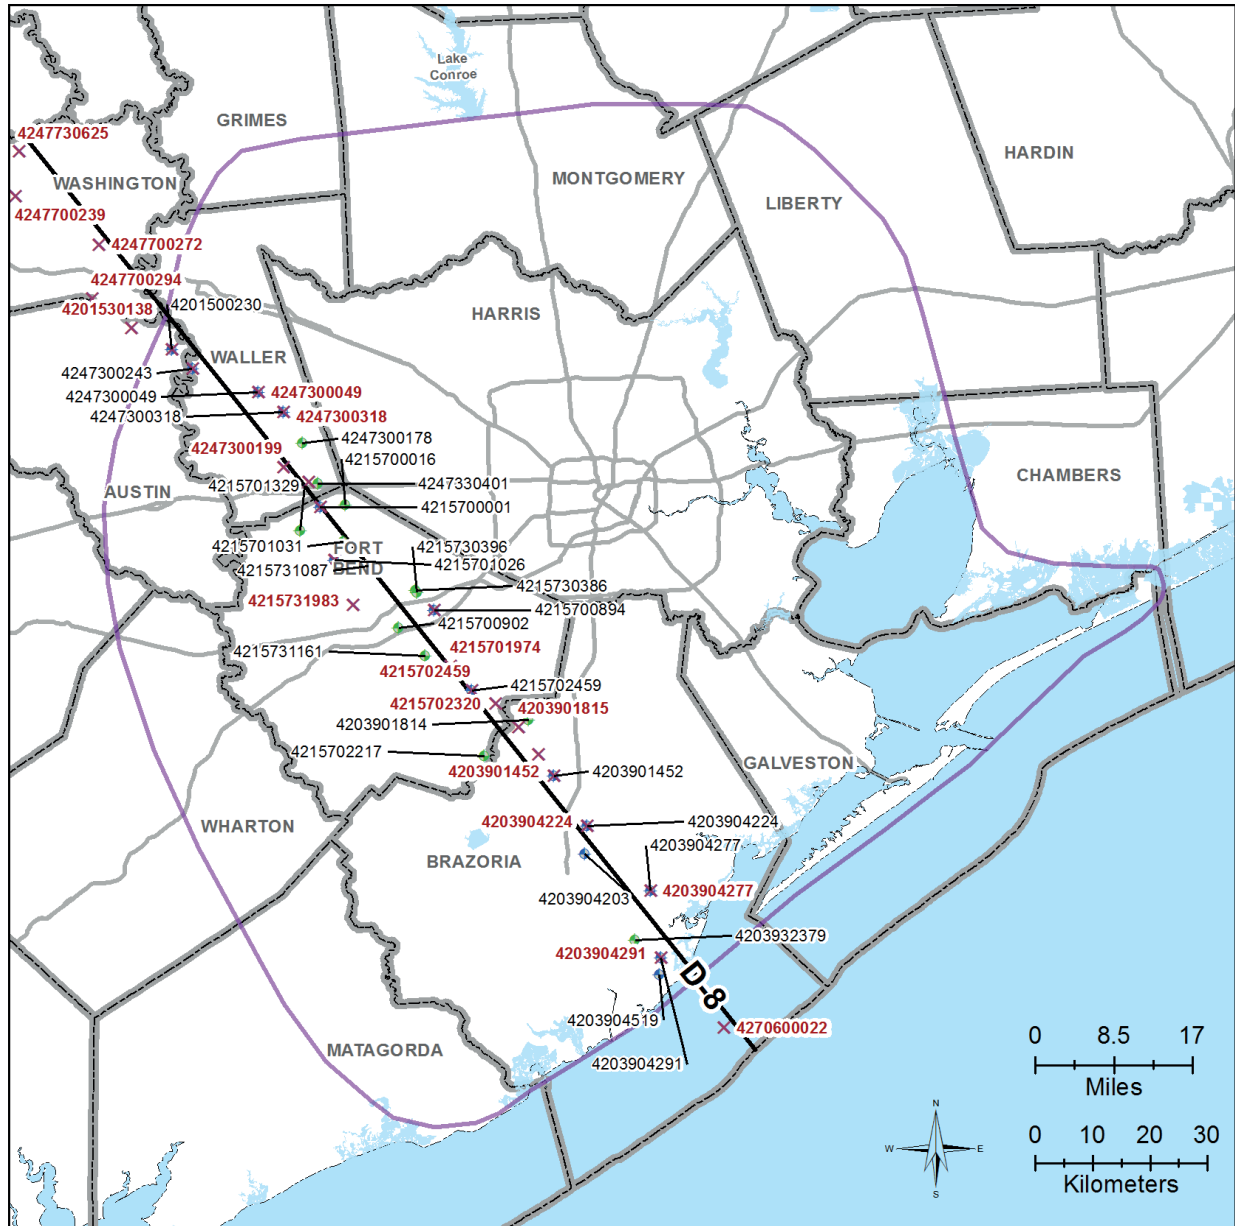 Lake
Conroe
GRIMES
4247730625
HARDIN
WASHINGTON
MONTGOMERY
LIBERTY
4247700239
4247700272
4247700294
4201500230
4201530138
HARRIS
WALLER
4247300243
4247300049
4247300049
4247300318
4247300318
4247300178
4247300199
4215700016
CHAMBERS
4215701329
4247330401
AUSTIN
4215700001
4215701031
FORT
BEND
4215730396
4215701026
4215731087
4215730386
4215731983
4215700894
4215700902
4215701974
4215731161
4215702459
4215702459
4215702320
4203901815
4203901814
4215702217
GALVESTON
4203901452
4203901452
4203904224
4203904224
WHARTON
4203904277
BRAZORIA
4203904277
4203904203
4203932379
4203904291
D-8
4203904519
4270600022
MATAGORDA
4203904291
0 8.5 17
Miles
N
W E
S
0 10 20 30
Kilometers